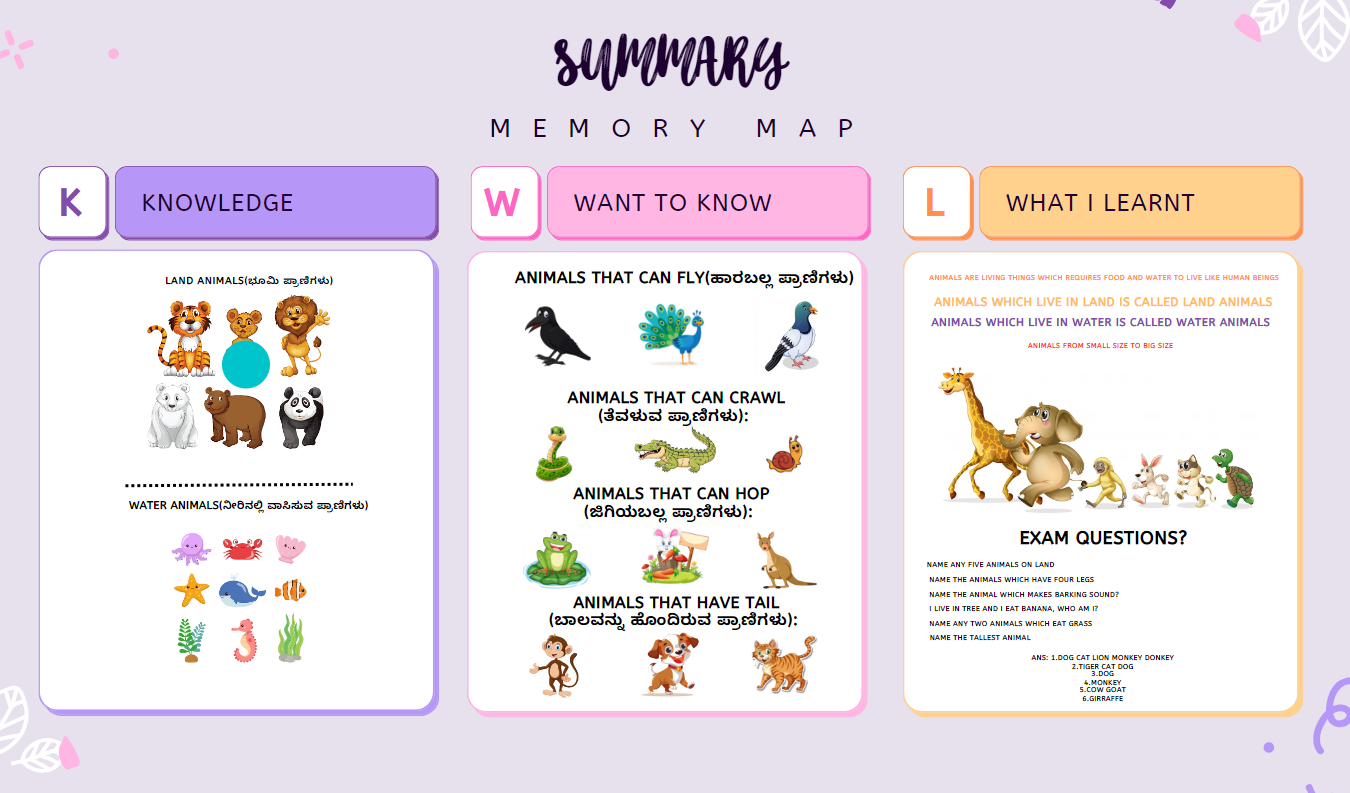 SUMMARY
MEMORY MAP
K
KNOWLEDGE
LAND ANIMALS(ಭೂಮಿ ಪ್ರಾಣಿಗಳು)
WATER ANIMALS(ನೀರಿನಲ್ಲಿ ವಾಸಿಸುವ ಪ್ರಾಣಿಗಳು)
W
WANT TO KNOW
ANIMALS THAT CAN FLY(ಹಾರಬಲ್ಲ ಪ್ರಾಣಿಗಳು)
ANIMALS THAT CAN CRAWL
(ತೆವಳುವ ಪ್ರಾಣಿಗಳು):
ANIMALS THAT CAN HOP
(ಜಿಗಿಯಬಲ್ಲ ಪ್ರಾಣಿಗಳು):
ANIMALS THAT HAVE TAIL
(ಬಾಲವನ್ನು ಹೊಂದಿರುವ ಪ್ರಾಣಿಗಳು):
L
WHAT I LEARNT
ANIMALS ARE LIVING THINGS WHICH REQUIRES FOOD AND WATER TO LIVE LIKE HUMAN BEINGS
ANIMALS WHICH LIVE IN LAND IS CALLED LAND ANIMALS
ANIMALS WHICH LIVE IN WATER IS CALLED WATER ANIMALS
ANIMALS FROM SMALL SIZE TO BIG SIZE
EXAM QUESTIONS?
NAME ANY FIVE ANIMALS ON LAND
NAME THE ANIMALS WHICH HAVE FOUR LEGS
NAME THE ANIMAL WHICH MAKES BARKING SOUND?
I LIVE IN TREE AND I EAT BANANA, WHO AM I?
NAME ANY TWO ANIMALS WHICH EAT GRASS
NAME THE TALLEST ANIMAL
ANS: 1.DOG CAT LION MONKEY DONKEY
2.TIGER CAT DOG
3.DOG
4.MONKEY
5.COW GOAT
6.GIRRAFFE